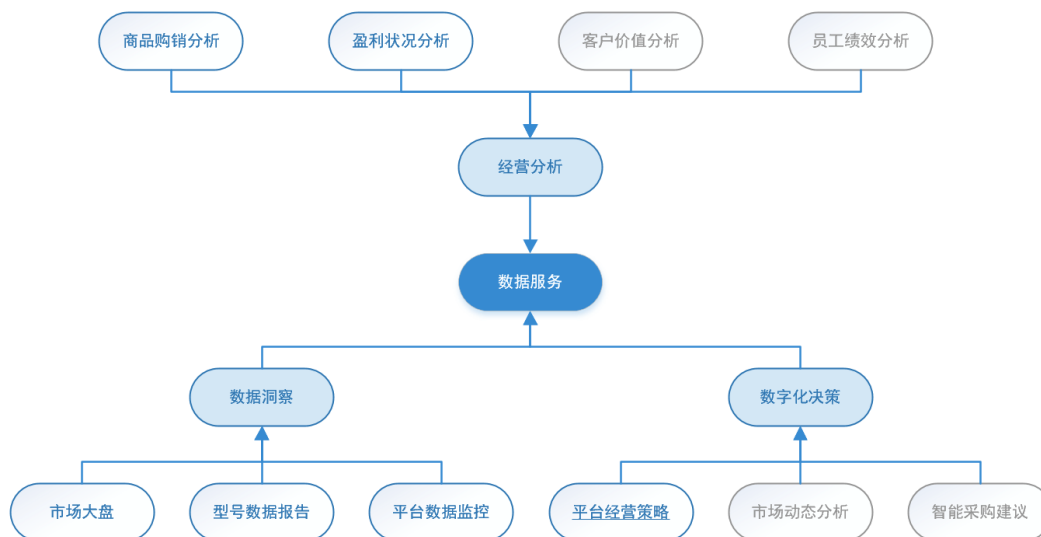 商品购销分析
盈利状况分析
客户价值分析
员工绩效分析
经营分析
数据服务
数据洞察
数字化决策
市场大盘
型号数据报告
平台数据监控
平台经营策略
市场动态分析
智能采购建议